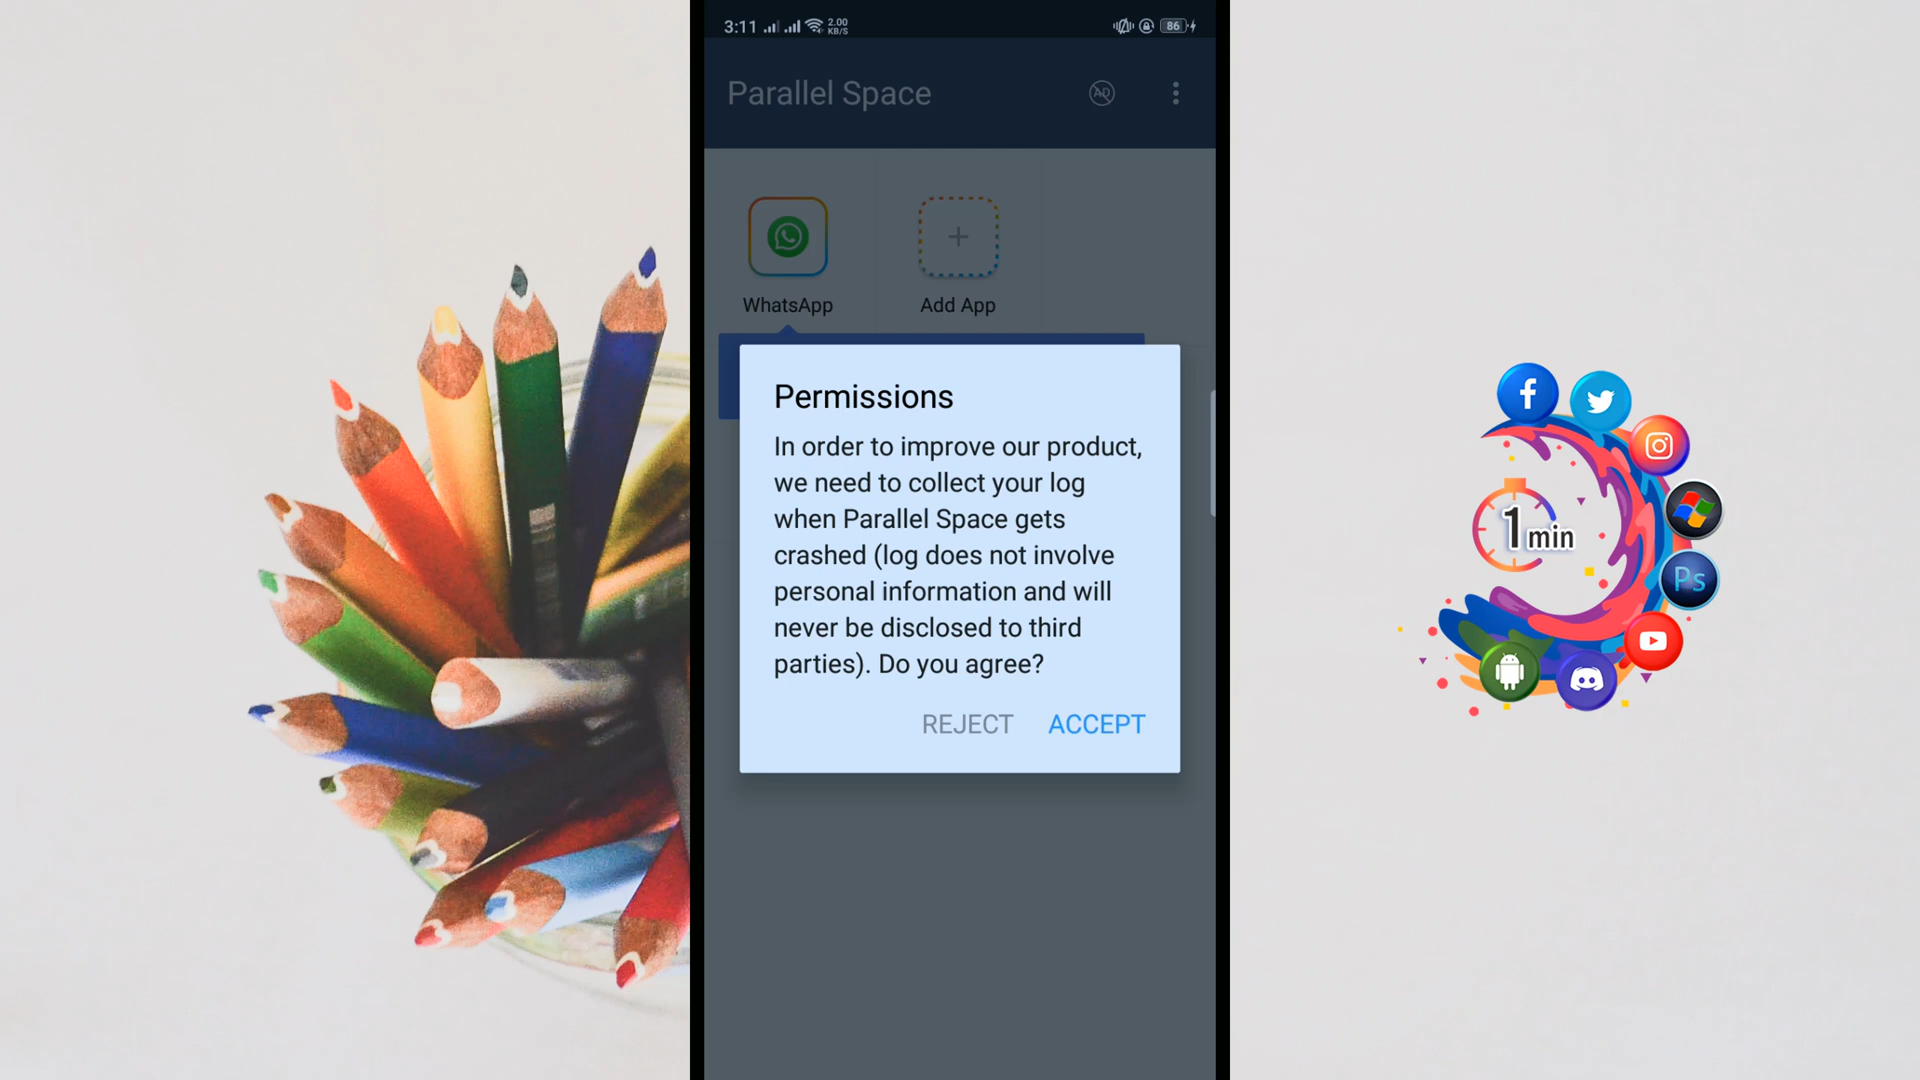 3:11
2.00
KB/S
86
Parallel Space
AD
WhatsApp
Add App
Permissions
In order to improve our product,
we need to collect your log
when Parallel Space gets
crashed (log does not involve
personal information and will
never be disclosed to third
parties). Do you agree?
REJECT ACCEPT
1 min
Ps